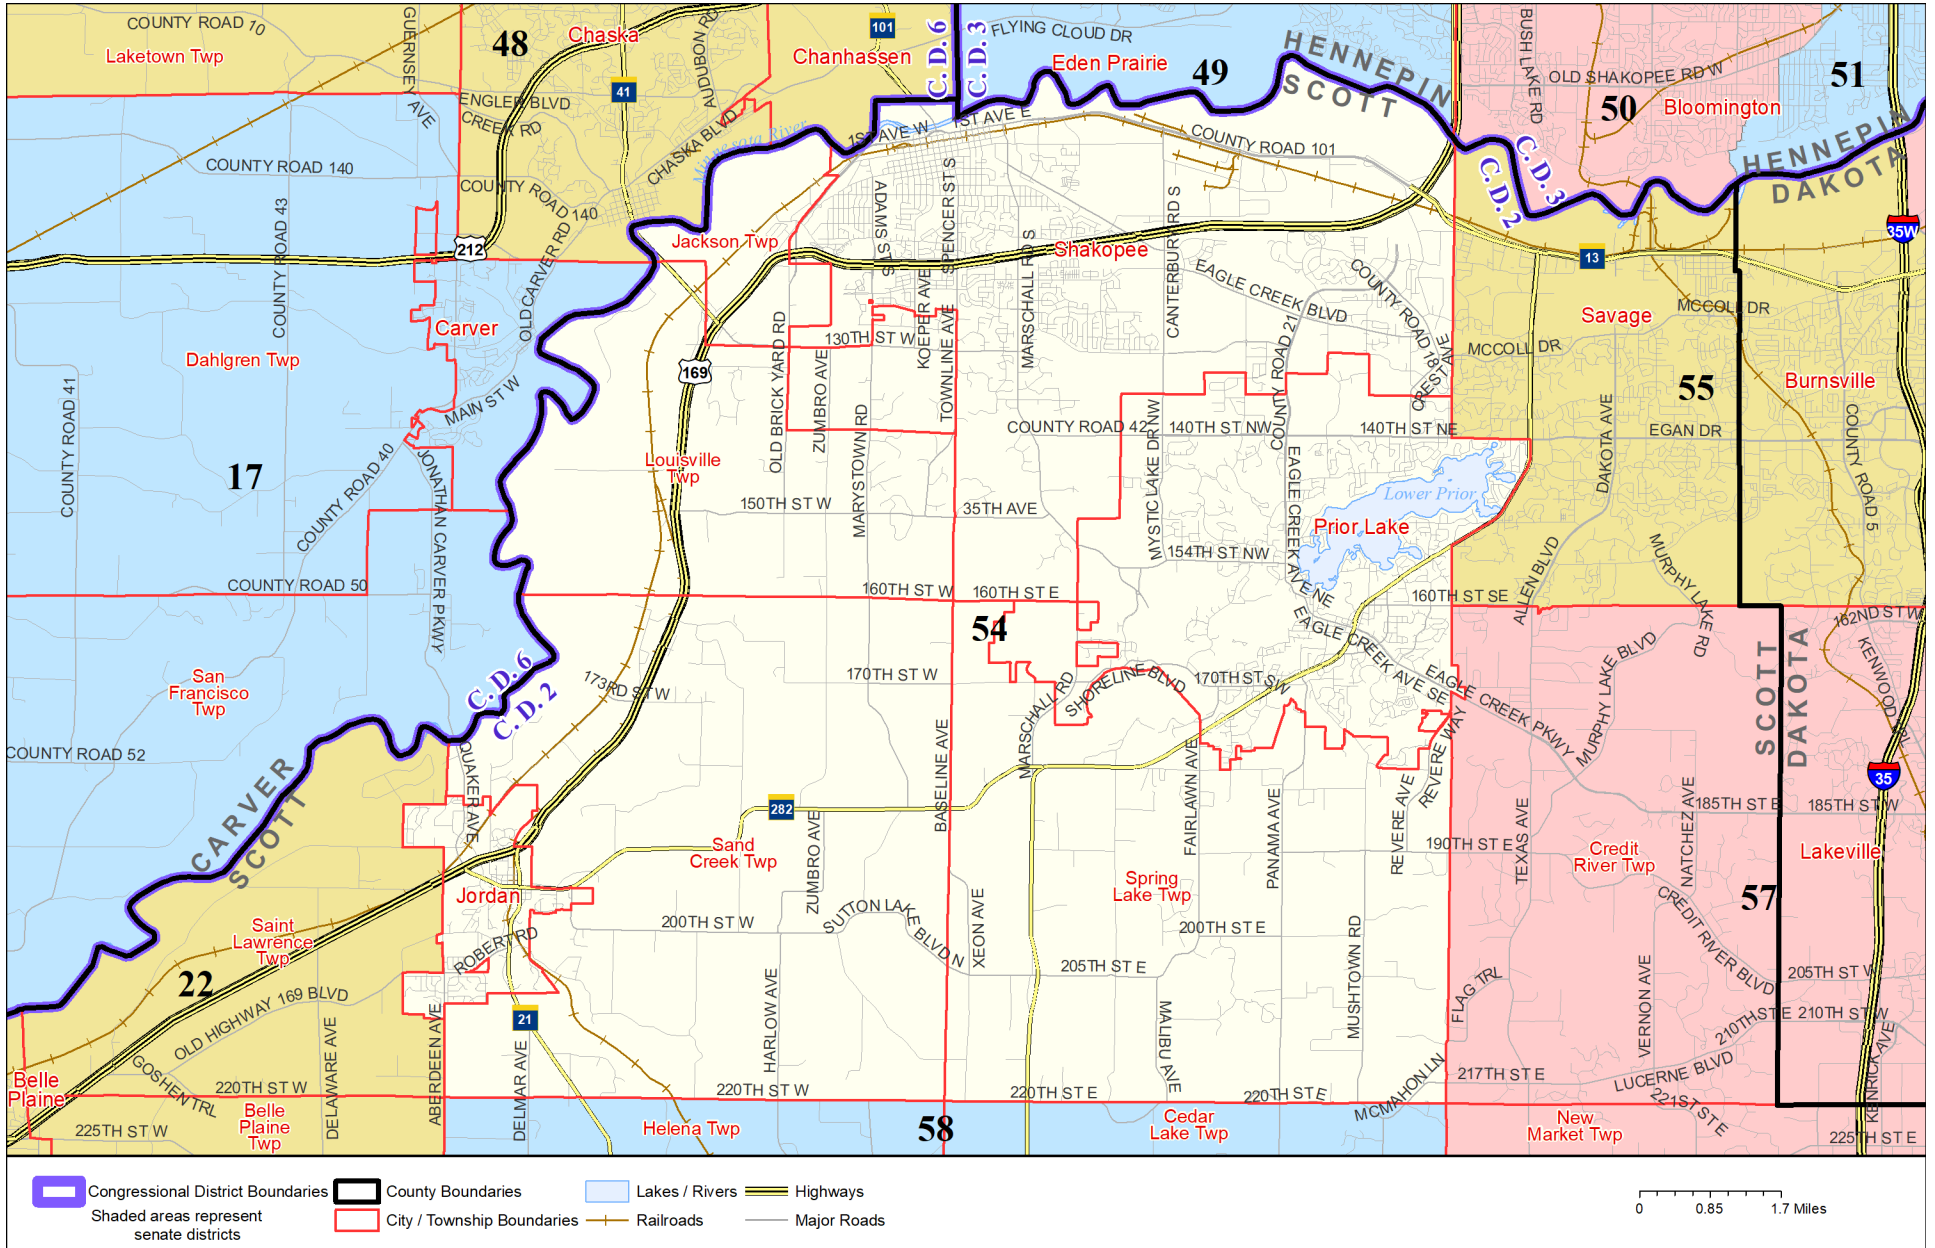 COUNTY ROAD 10
Laketown Twp
GUERNSEY AVE
48
Chaska
41
AUDUBON RD
101
Chanhassen
C. D. 6
C. D. 3
FLYING CLOUD DR
Eden Prairie
49
HENNEPIN
SCOTT
BUSH LAKE RD
OLD SHAKOPEE RD W
50
Bloomington
51
ENGLER BLVD
CREEK RD
CHASKA BLVD
Minnesota River
1ST AVE W
1ST AVE E
COUNTY ROAD 101
C. D. 3
C. D. 2
HENNEPIN
DAKOTA
COUNTY ROAD 140
COUNTY ROAD 140
COUNTY ROAD 43
212
OLD CARVER RD
Jackson Twp
ADAMS ST S
SPENCER ST S
MARSCHALL RD S
Shakopee
CANTERBURY RD S
EAGLE CREEK BLVD
COUNTY ROAD 21
COUNTY ROAD 18
CREST AVE
13
35W
MCCOLL DR
Savage
MCCOLL DR
Carver
Dahlgren Twp
MAIN ST W
COUNTY ROAD 41
17
COUNTY ROAD 40
JONATHAN CARVER PKWY
169
OLD BRICK YARD RD
130TH ST W
ZUMBRO AVE
KOEPER AVE
TOWNLINE AVE
MARYSTOWN RD
Louisville
Twp
150TH ST W
35TH AVE
COUNTY ROAD 42
140TH ST NW
140TH ST NE
MYSTIC LAKE DR NW
EAGLE CREEK AVE NE
Lower Prior
Prior Lake
154TH ST NW
55
Burnsville
EGAN DR
DAKOTA AVE
COUNTY ROAD 5
ALLEN BLVD
MURPHY LAKE RD
COUNTY ROAD 50
160TH ST W
160TH ST E
160TH ST SE
162ND ST W
54
San
Francisco
Twp
C. D. 6
C. D. 2
173RD ST W
170TH ST W
170TH ST SW
MARSCHALL RD
SHORELINE BLVD
EAGLE CREEK AVE SE
EAGLE CREEK PKWY
MURPHY LAKE BLVD
SCOTT
DAKOTA
KENWOOD TRL
COUNTY ROAD 52
CARVER
SCOTT
QUAKER AVE
282
BASELINE AVE
FAIRLAWN AVE
PANAMA AVE
REVERE AVE
REVERE WAY
35
185TH ST E
185TH ST W
NATCHEZ AVE
TEXAS AVE
190TH ST E
Sand
Creek Twp
ZUMBRO AVE
Jordan
Spring
Lake Twp
Credit
River Twp
Lakeville
57
Saint
Lawrence
Twp
22
ROBERT RD
200TH ST W
SUTTON LAKE BLVD N
XEON AVE
200TH ST E
205TH ST E
MUSHTOWN RD
FLAG TRL
CREDIT RIVER BLVD
VERNON AVE
205TH ST W
210TH ST E
210TH ST W
OLD HIGHWAY 169 BLVD
DELAWARE AVE
ABERDEEN AVE
21
DELMAR AVE
HARLOW AVE
MALIBU AVE
MCMAHON LN
217TH ST E
LUCERNE BLVD
221ST ST E
KENRICK AVE
Belle
Plaine
GOSHEN TRL
220TH ST W
220TH ST W
220TH ST E
220TH ST E
Belle
Plaine
Twp
225TH ST W
Helena Twp
58
Cedar
Lake Twp
New
Market Twp
225TH ST E
Congressional District Boundaries
County Boundaries
Lakes / Rivers
Highways
Shaded areas represent
senate districts
City / Township Boundaries
Railroads
Major Roads
0 0.85 1.7 Miles